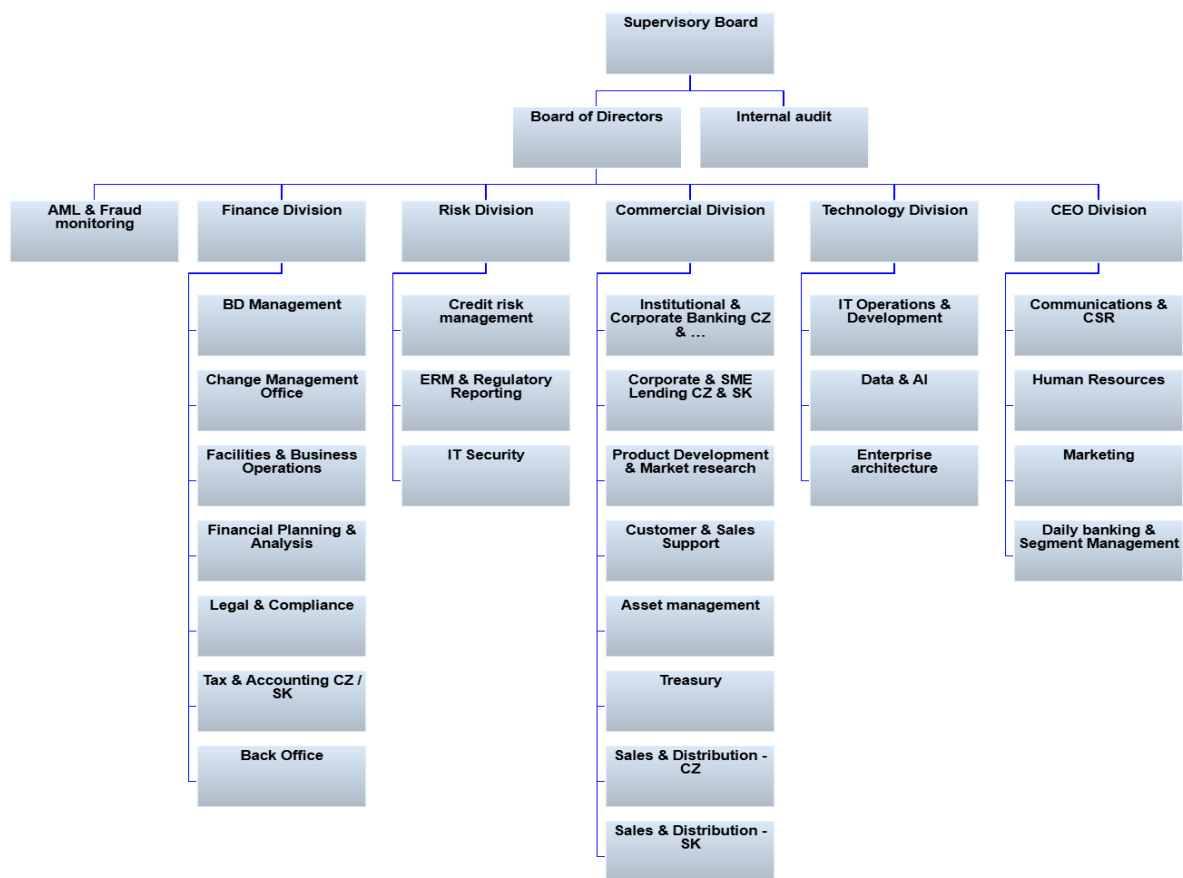 Supervisory Board
Board of Directors
Internal audit
AML & Fraud
monitoring
Finance Division
Risk Division
Commercial Division
Technology Division
CEO Division
BD Management
Change Management
Office
Facilities & Business
Operations
Financial Planning &
Analysis
Legal & Compliance
Tax & Accounting CZ /
SK
Back Office
Credit risk
management
ERM & Regulatory
Reporting
IT Security
Institutional &
Corporate Banking CZ
& …
Corporate & SME
Lending CZ & SK
Product Development
& Market research
Customer & Sales
Support
Asset management
Treasury
Sales & Distribution -
CZ
Sales & Distribution -
SK
IT Operations &
Development
Data & AI
Enterprise
architecture
Communications &
CSR
Human Resources
Marketing
Daily banking &
Segment Management